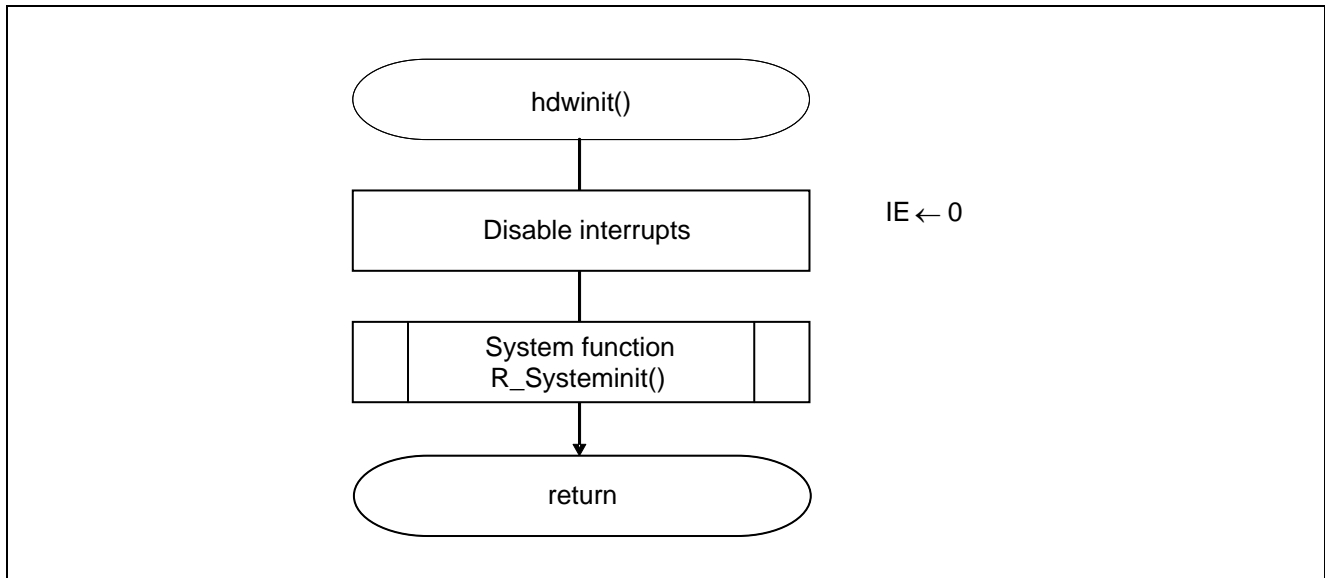 hdwinit()
Disable interrupts
IE ← 0
System function
R_Systeminit()
return